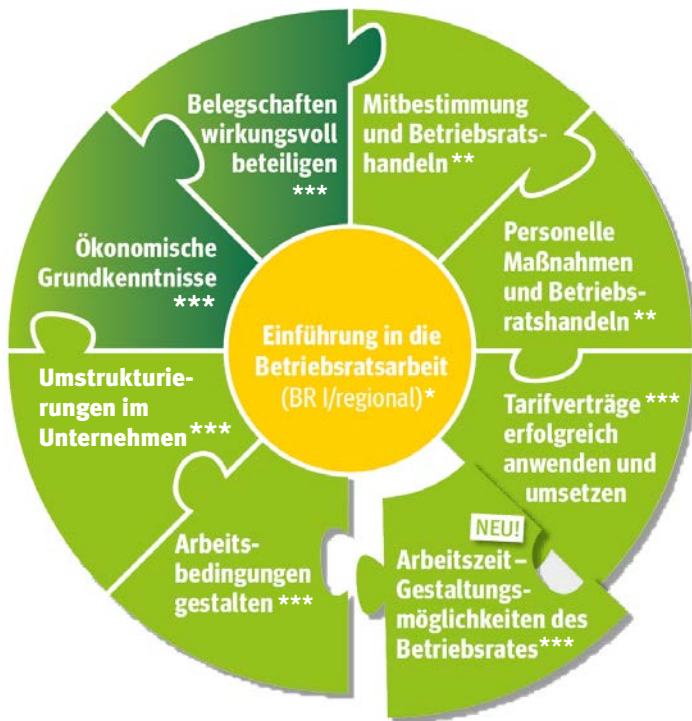 Belegschaften
wirkungsvoll
beteiligen
***
Mitbestimmung
und Betriebsrats-
handeln **
Personelle
Maßnahmen
und Betriebs-
ratshandeln **
Tarifverträge ***
erfolgreich
anwenden und
umsetzen
NEU!
Arbeitszeit –
Gestaltungs-
möglichkeiten des
Betriebsrates ***
Arbeits-
bedingungen
gestalten ***
Umstrukturie-
rungen im
Unternehmen ***
Ökonomische
Grundkenntnisse
***
Einführung in die
Betriebsratsarbeit
(BR I/regional) *